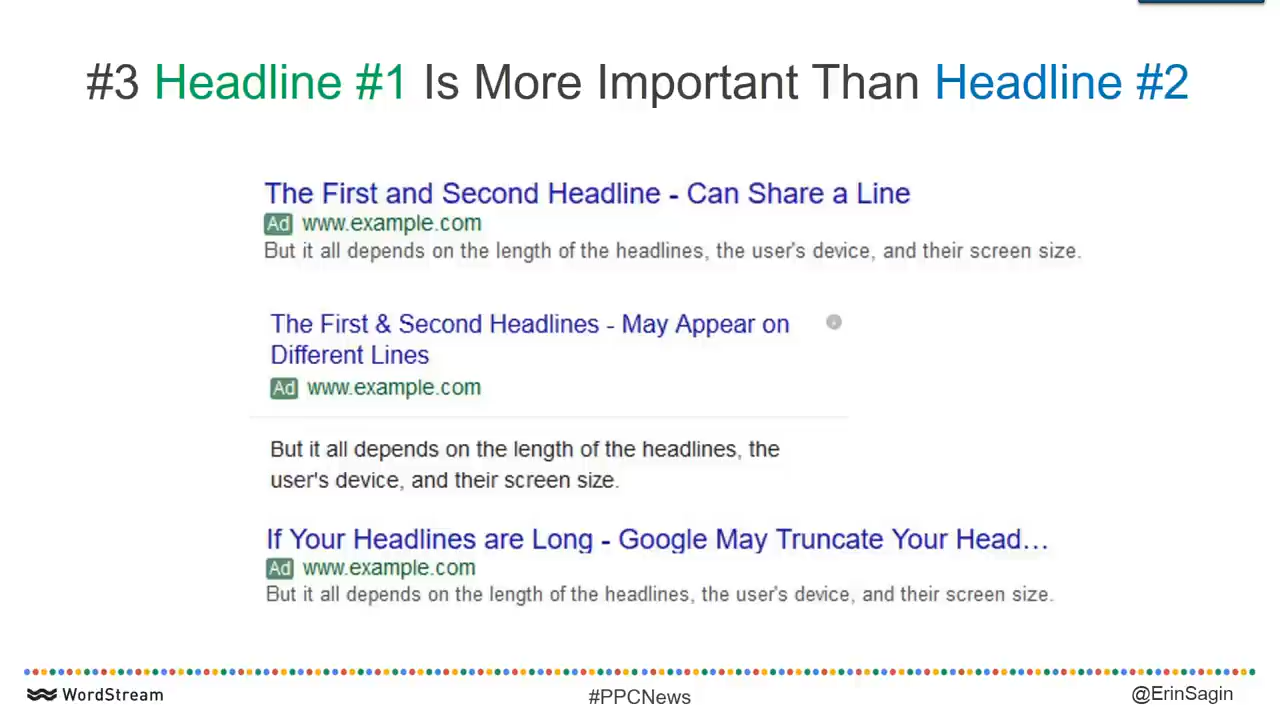 #3 Headline #1 Is More Important Than Headline #2
The First and Second Headline - Can Share a Line
Ad www.example.com
But it all depends on the length of the headlines, the user's device, and their screen size.
The First & Second Headlines - May Appear on
Different Lines
Ad www.example.com
But it all depends on the length of the headlines, the
user's device, and their screen size.
If Your Headlines are Long - Google May Truncate Your Head…
Ad www.example.com
But it all depends on the length of the headlines, the user's device, and their screen size.
WordStream
#PPCNews
@ErinSagin